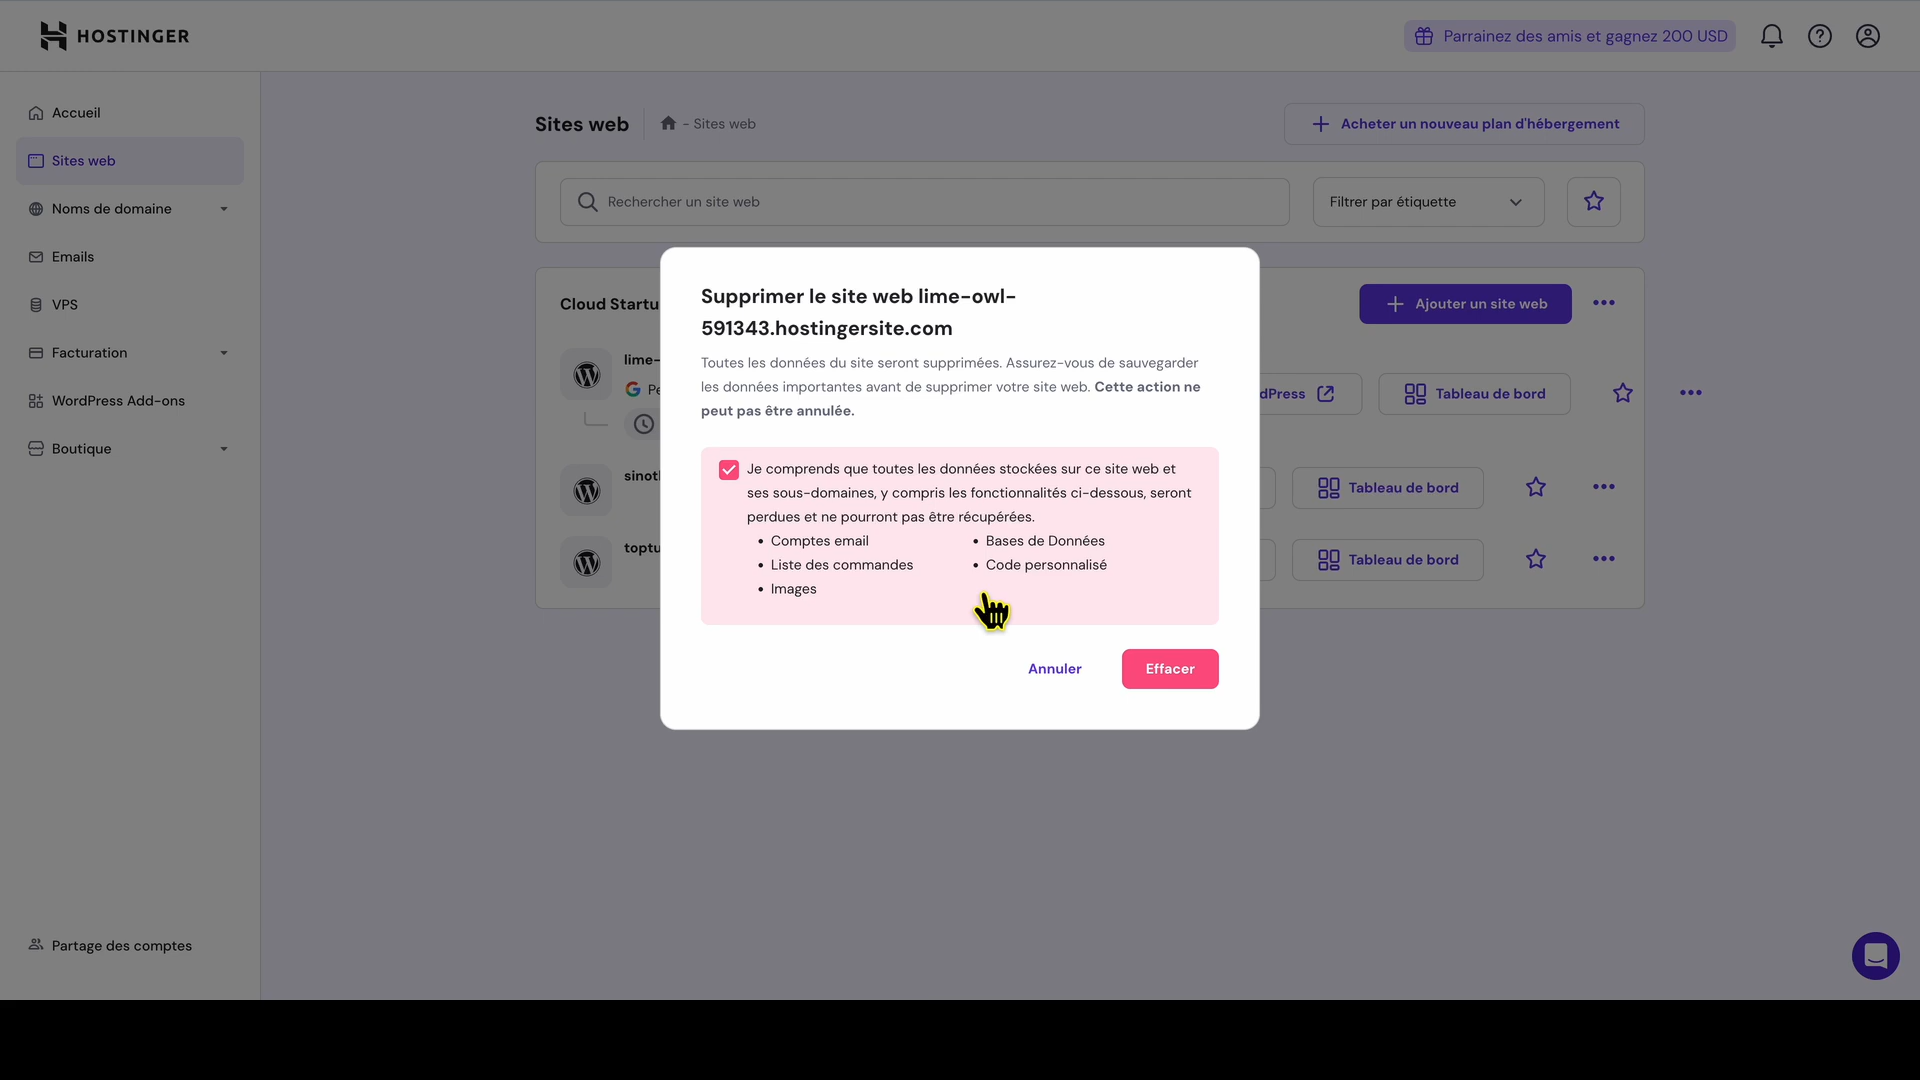 HOSTINGER
Parrainez des amis et gagnez 200 USD
Accueil
Sites web
Noms de domaine
Emails
VPS
Facturation
WordPress Add-ons
Boutique
Partage des comptes
Sites web
- Sites web
Acheter un nouveau plan d'hébergement
Rechercher un site web
Filtrer par étiquette
Cloud Startu
Ajouter un site web
lime-
Pe
dPress
Tableau de bord
sinotl
Tableau de bord
toptu
Tableau de bord
Supprimer le site web lime-owl-
591343.hostingersite.com
Toutes les données du site seront supprimées. Assurez-vous de sauvegarder
les données importantes avant de supprimer votre site web. Cette action ne
peut pas être annulée.
Je comprends que toutes les données stockées sur ce site web et
ses sous-domaines, y compris les fonctionnalités ci-dessous, seront
perdues et ne pourront pas être récupérées.
• Comptes email
• Liste des commandes
• Images
• Bases de Données
• Code personnalisé
Annuler
Effacer